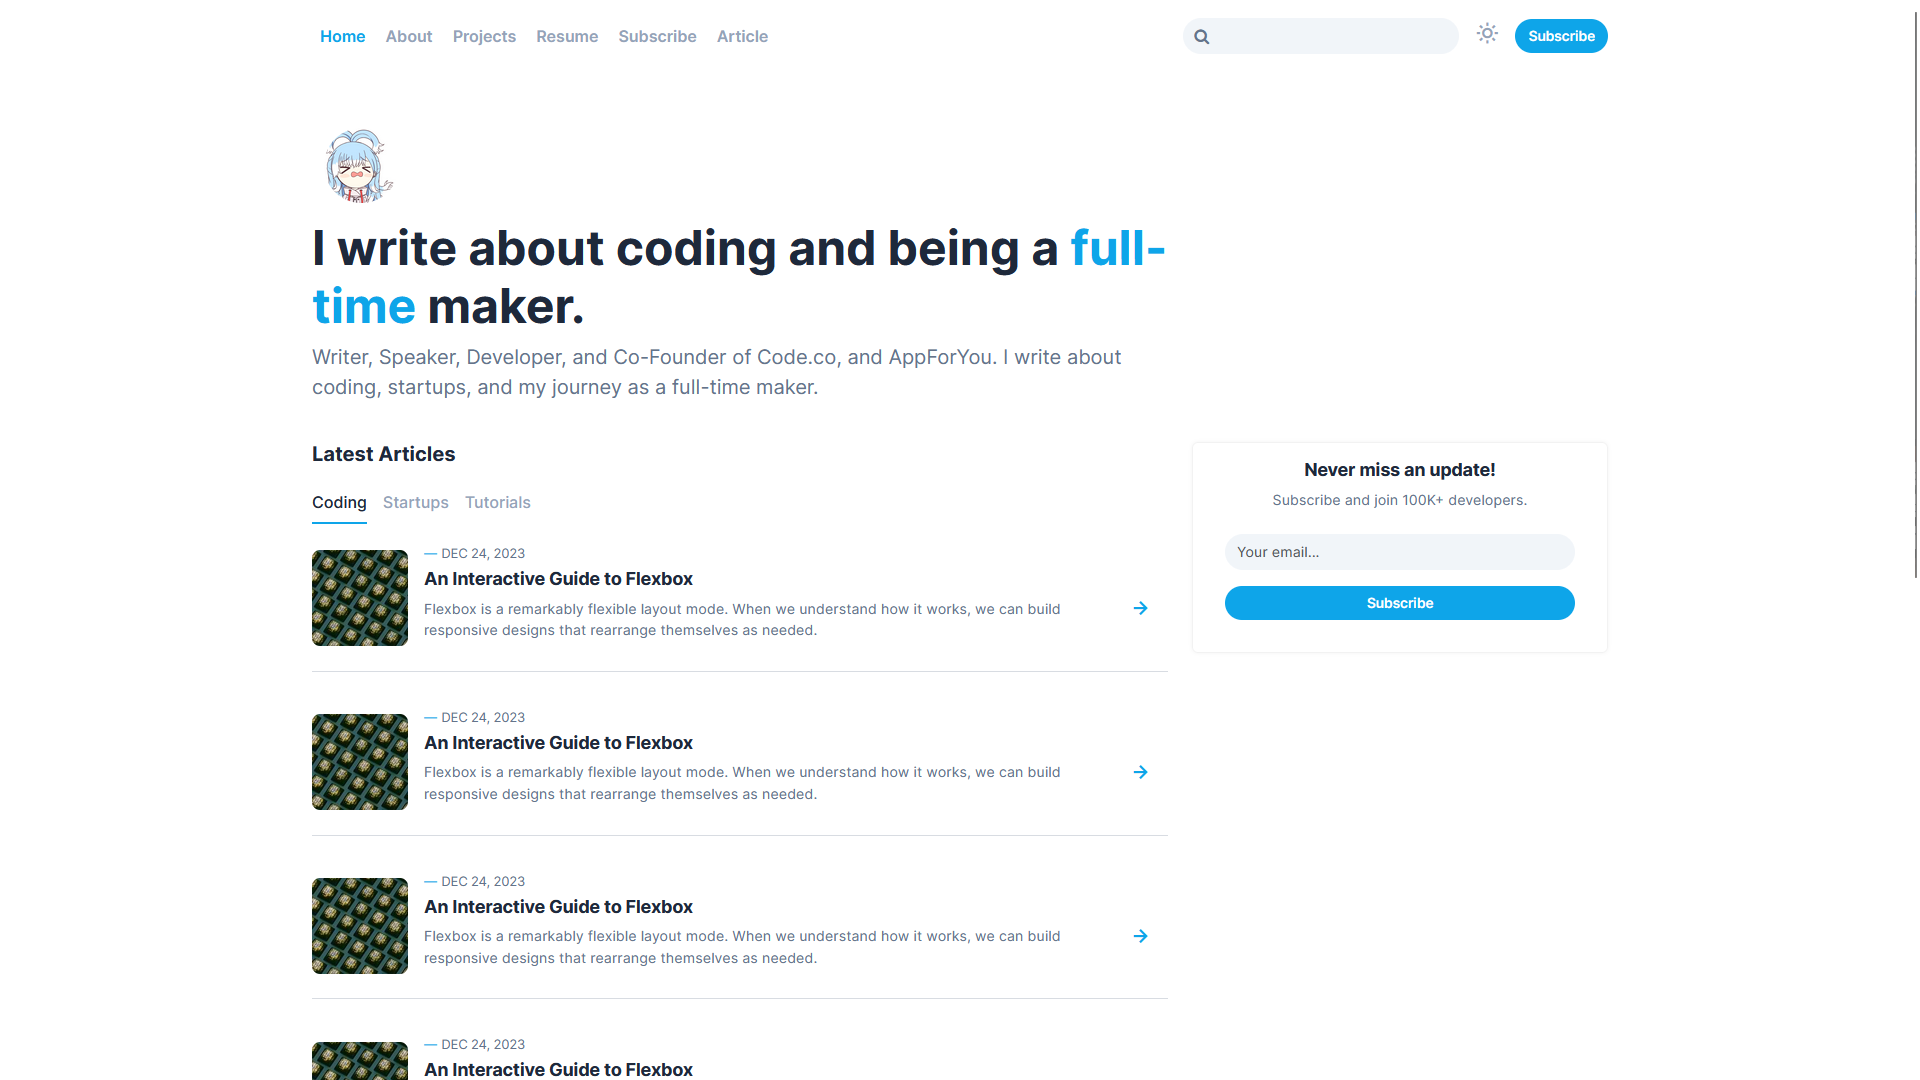 Home About Projects Resume Subscribe Article
Subscribe
I write about coding and being a full-
time maker.
Writer, Speaker, Developer, and Co-Founder of Code.co, and AppForYou. I write about
coding, startups, and my journey as a full-time maker.
Latest Articles
Coding Startups Tutorials
— DEC 24, 2023
An Interactive Guide to Flexbox
Flexbox is a remarkably flexible layout mode. When we understand how it works, we can build
responsive designs that rearrange themselves as needed.
— DEC 24, 2023
An Interactive Guide to Flexbox
Flexbox is a remarkably flexible layout mode. When we understand how it works, we can build
responsive designs that rearrange themselves as needed.
— DEC 24, 2023
An Interactive Guide to Flexbox
Flexbox is a remarkably flexible layout mode. When we understand how it works, we can build
responsive designs that rearrange themselves as needed.
— DEC 24, 2023
An Interactive Guide to Flexbox
Never miss an update!
Subscribe and join 100K+ developers.
Your email...
Subscribe